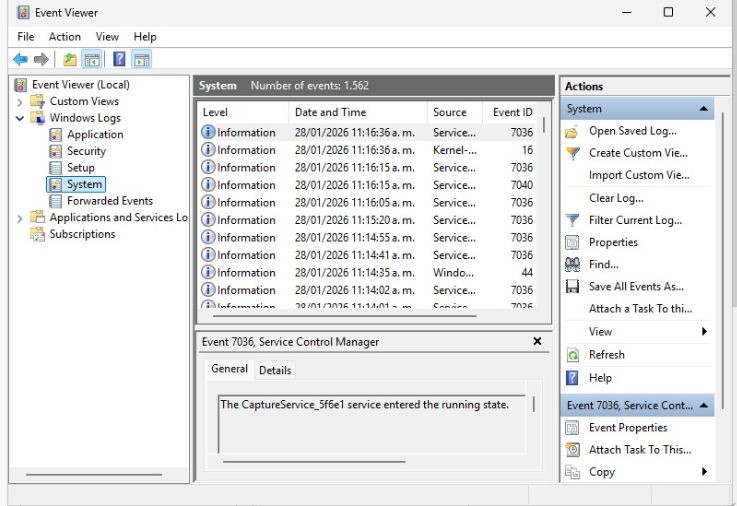 Event Viewer
File Action View Help
Event Viewer (Local)
Custom Views
Windows Logs
Application
Security
Setup
System
Forwarded Events
Applications and Services Lo
Subscriptions
System Number of events: 1.562
Level Date and Time Source Event ID
Information 28/01/2026 11:16:36 a. m. Service... 7036
Information 28/01/2026 11:16:36 a. m. Kernel-... 16
Information 28/01/2026 11:16:15 a. m. Service... 7036
Information 28/01/2026 11:16:15 a. m. Service... 7040
Information 28/01/2026 11:16:05 a. m. Service... 7036
Information 28/01/2026 11:15:20 a. m. Service... 7036
Information 28/01/2026 11:14:55 a. m. Service... 7036
Information 28/01/2026 11:14:41 a. m. Service... 7036
Information 28/01/2026 11:14:35 a. m. Windo... 44
Information 28/01/2026 11:14:02 a. m. Service... 7036
Information 28/01/2026 11:14:01 a. m. Service... 7036
Event 7036, Service Control Manager
General Details
The CaptureService_5f6e1 service entered the running state.
Actions
System
Open Saved Log...
Create Custom Vie...
Import Custom Vie...
Clear Log...
Filter Current Log...
Properties
Find...
Save All Events As...
Attach a Task To thi...
View
Refresh
Help
Event 7036, Service Cont...
Event Properties
Attach Task To This...
Copy